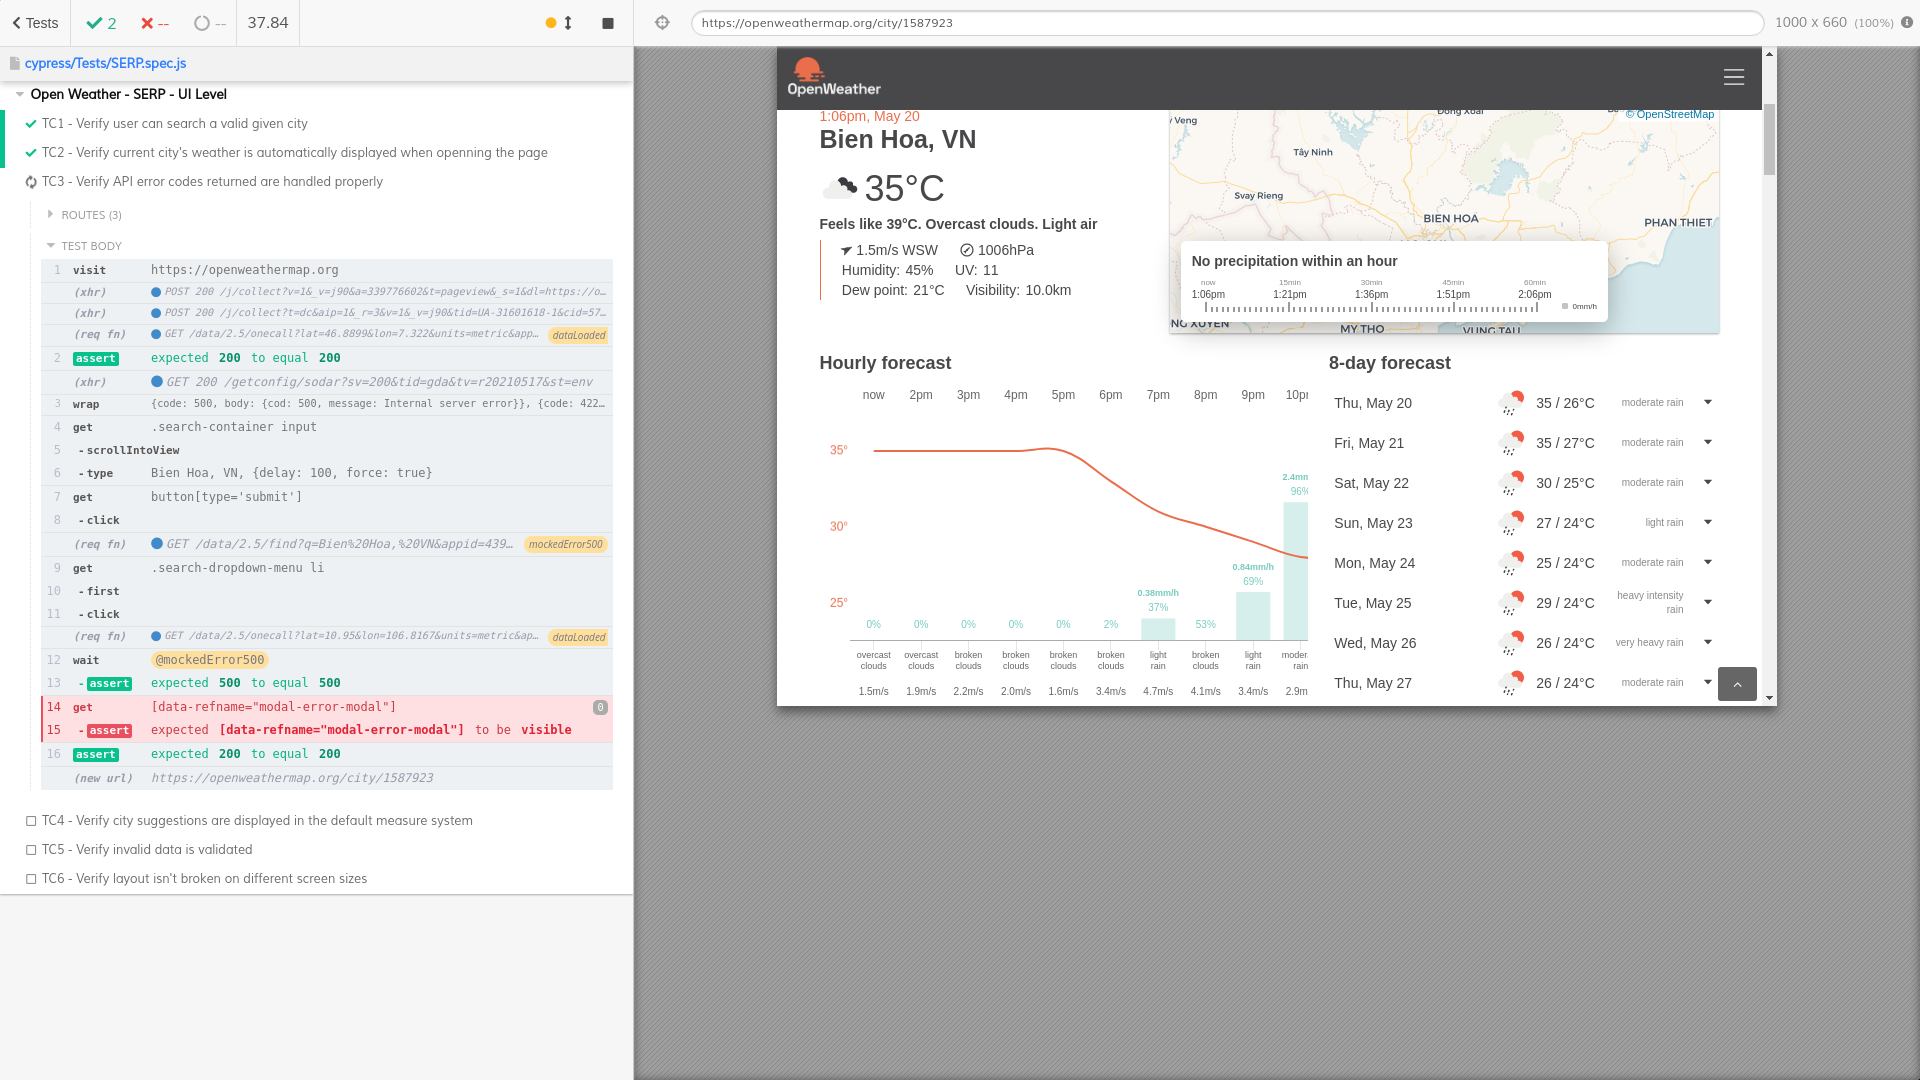 Tests
2
--
--
37.84
https://openweathermap.org/city/1587923
1000 x 660 (100%)
cypress/Tests/SERP.spec.js
Open Weather - SERP - UI Level
TC1 - Verify user can search a valid given city
TC2 - Verify current city's weather is automatically displayed when openning the page
TC3 - Verify API error codes returned are handled properly
ROUTES (3)
TEST BODY
1 visit https://openweathermap.org
(xhr) POST 200 /j/collect?v=1&_v=j90&a=339776602&t=pageview&_s=1&dl=https://o...
(xhr) POST 200 /j/collect?t=dc&aip=1&_r=3&v=1&_v=j90&tid=UA-31601618-1&cid=57...
(req fn) GET /data/2.5/onecall?lat=46.8899&lon=7.322&units=metric&app... dataLoaded
2 assert expected 200 to equal 200
(xhr) GET 200 /getconfig/sodar?sv=200&tid=gda&tv=r20210517&st=env
3 wrap {code: 500, body: {cod: 500, message: Internal server error}}, {code: 422...
4 get .search-container input
5 -scrollIntoView
6 -type Bien Hoa, VN, {delay: 100, force: true}
7 get button[type='submit']
8 -click
(req fn) GET /data/2.5/find?q=Bien%20Hoa,%20VN&appid=439... mockedError500
9 get .search-dropdown-menu li
10 -first
11 -click
(req fn) GET /data/2.5/onecall?lat=10.95&lon=106.8167&units=metric&ap... dataLoaded
12 wait @mockedError500
13 -assert expected 500 to equal 500
14 get [data-refname="modal-error-modal"] 0
15 -assert expected [data-refname="modal-error-modal"] to be visible
16 assert expected 200 to equal 200
(new url) https://openweathermap.org/city/1587923
TC4 - Verify city suggestions are displayed in the default measure system
TC5 - Verify invalid data is validated
TC6 - Verify layout isn't broken on different screen sizes
OpenWeather
1:06pm, May 20
Bien Hoa, VN
35°C
Feels like 39°C. Overcast clouds. Light air
1.5m/s WSW 1006hPa
Humidity: 45% UV: 11
Dew point: 21°C Visibility: 10.0km
© OpenStreetMap
y Veng
Tây Ninh
Svay Rieng
BIEN HOA
PHAN THIET
No precipitation within an hour
now 15min 30min 45min 60min
1:06pm 1:21pm 1:36pm 1:51pm 2:06pm
0mm/h
NG XUYEN MY THO VUNG TAU
Hourly forecast
now 2pm 3pm 4pm 5pm 6pm 7pm 8pm 9pm 10pr
35°
30°
25°
2.4mn
96%
0.84mm/h
69%
0.38mm/h
37%
0% 0% 0% 0% 0% 2% 53%
overcast clouds
overcast clouds
broken clouds
broken clouds
broken clouds
broken clouds
light rain
broken clouds
light rain
moder rain
1.5m/s 1.9m/s 2.2m/s 2.0m/s 1.6m/s 3.4m/s 4.7m/s 4.1m/s 3.4m/s 2.9m
8-day forecast
Thu, May 20 35 / 26°C moderate rain
Fri, May 21 35 / 27°C moderate rain
Sat, May 22 30 / 25°C moderate rain
Sun, May 23 27 / 24°C light rain
Mon, May 24 25 / 24°C moderate rain
Tue, May 25 29 / 24°C heavy intensity rain
Wed, May 26 26 / 24°C very heavy rain
Thu, May 27 26 / 24°C moderate rain